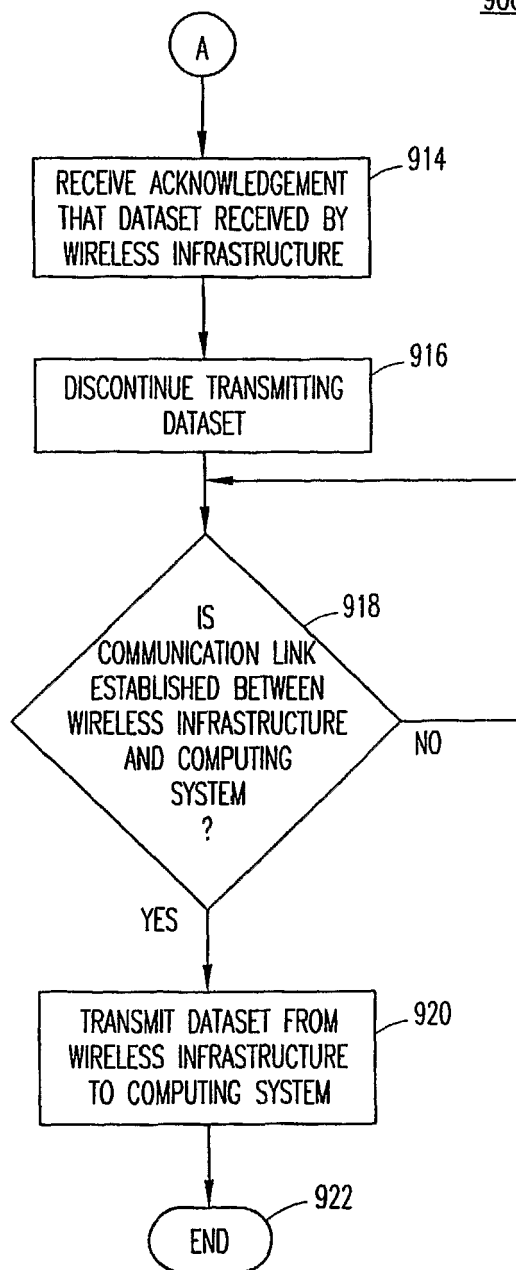 A
914
RECEIVE ACKNOWLEDGEMENT
THAT DATASET RECEIVED BY
WIRELESS INFRASTRUCTURE
916
DISCONTINUE TRANSMITTING
DATASET
918
IS
COMMUNICATION LINK
ESTABLISHED BETWEEN
WIRELESS INFRASTRUCTURE
AND COMPUTING
SYSTEM
?
NO
YES
920
TRANSMIT DATASET FROM
WIRELESS INFRASTRUCTURE
TO COMPUTING SYSTEM
922
END